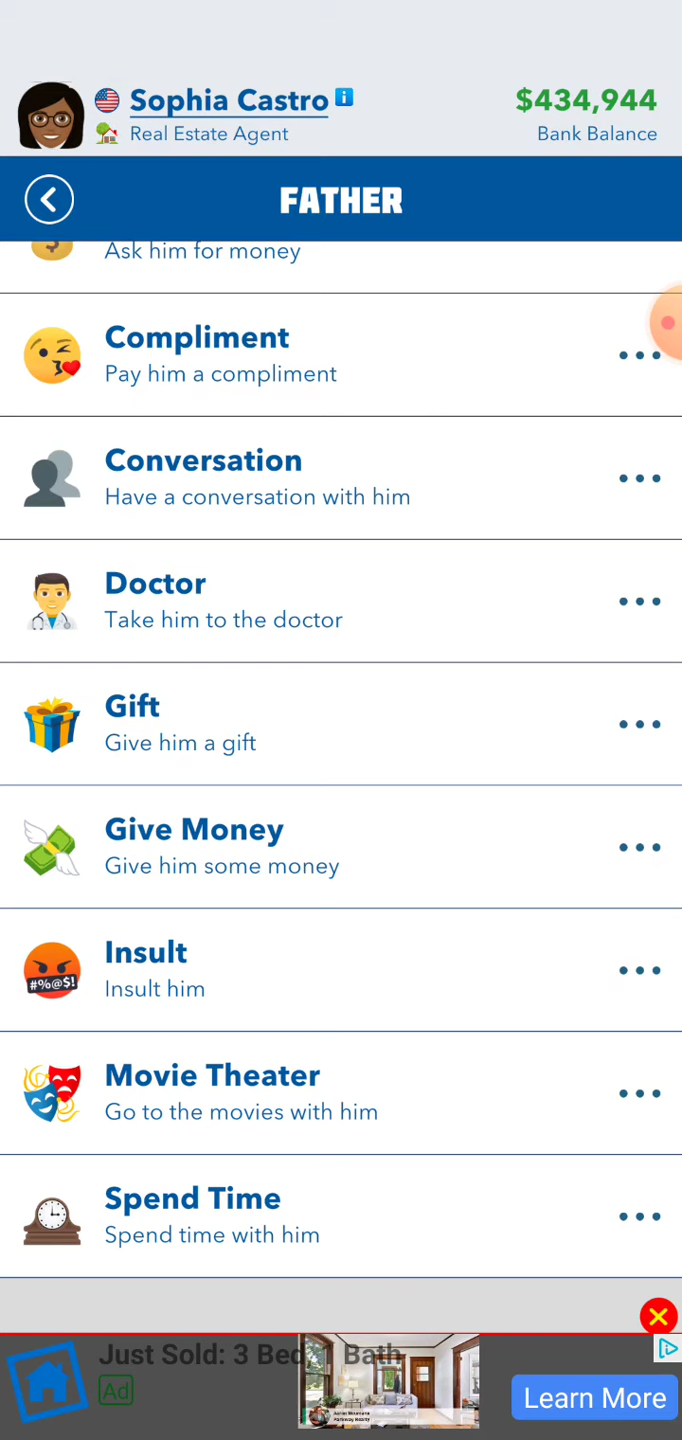 Sophia Castro
$434,944
Real Estate Agent
Bank Balance
FATHER
Ask him for money
Compliment
Pay him a compliment
Conversation
Have a conversation with him
Doctor
Take him to the doctor
Gift
Give him a gift
Give Money
Give him some money
#%@$!
Insult
Insult him
Movie Theater
Go to the movies with him
Spend Time
Spend time with him
Just Sold: 3 Bed 1 Bath
Ad
Learn More